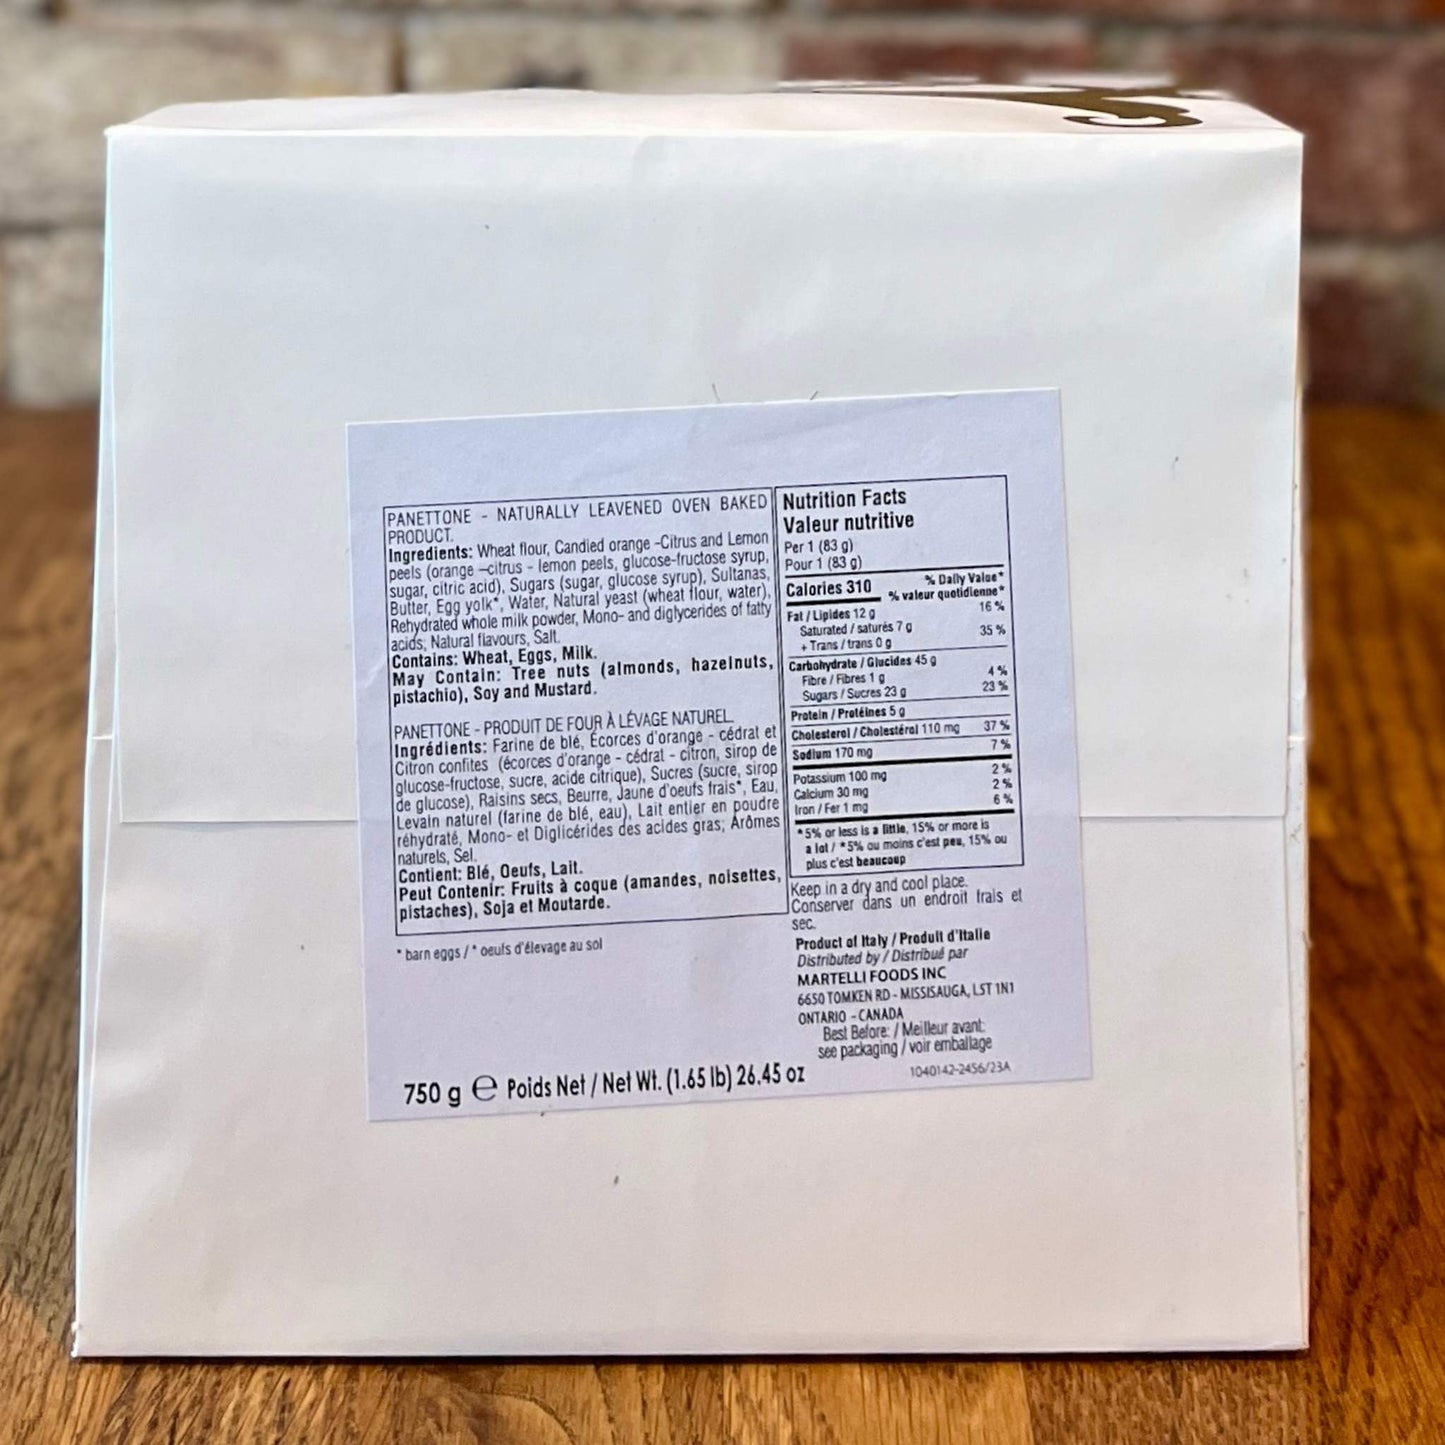 PANETTONE - NATURALLY LEAVENED OVEN BAKED
PRODUCT.
Ingredients: Wheat flour, Candied orange -Citrus and Lemon
peels (orange –citrus - lemon peels, glucose-fructose syrup,
sugar, citric acid), Sugars (sugar, glucose syrup), Sultanas,
Butter, Egg yolk*, Water, Natural yeast (wheat flour, water),
Rehydrated whole milk powder, Mono- and diglycerides of fatty
acids; Natural flavours, Salt.
Contains: Wheat, Eggs, Milk.
May Contain: Tree nuts (almonds, hazelnuts,
pistachio), Soy and Mustard.
PANETTONE - PRODUIT DE FOUR À LÉVAGE NATUREL.
Ingrédients: Farine de blé, Écorces d'orange - cédrat et
Citron confites (écorces d'orange - cédrat - citron, sirop de
glucose-fructose, sucre, acide citrique), Sucres (sucre, sirop
de glucose), Raisins secs, Beurre, Jaune d'oeufs frais*, Eau,
Levain naturel (farine de blé, eau), Lait entier en poudre
réhydraté, Mono- et Diglicérides des acides gras; Arômes
naturels, Sel.
Contient: Blé, Oeufs, Lait.
Peut Contenir: Fruits à coque (amandes, noisettes,
pistaches), Soja et Moutarde.
* barn eggs / * oeufs d'élevage au sol
Nutrition Facts
Valeur nutritive
Per 1 (83 g)
Pour 1 (83 g)
Calories 310
% Daily Value*
% valeur quotidienne*
Fat / Lipides 12 g 16 %
Saturated / saturés 7 g 35 %
+ Trans / trans 0 g
Carbohydrate / Glucides 45 g
Fibre / Fibres 1 g 4 %
Sugars / Sucres 23 g 23 %
Protein / Protéines 5 g
Cholesterol / Cholestérol 110 mg 37 %
Sodium 170 mg 7 %
Potassium 100 mg 2 %
Calcium 30 mg 2 %
Iron / Fer 1 mg 6 %
*5% or less is a little, 15% or more is
a lot / *5% ou moins c'est peu, 15% ou
plus c'est beaucoup
Keep in a dry and cool place.
Conserver dans un endroit frais et
sec.
Product of Italy / Produit d'Italie
Distributed by / Distribué par
MARTELLI FOODS INC
6650 TOMKEN RD - MISSISAUGA, L5T 1N1
ONTARIO - CANADA
Best Before: / Meilleur avant:
see packaging / voir emballage
1040142-2456/23A
750 g ℮ Poids Net / Net Wt. (1.65 lb) 26.45 oz